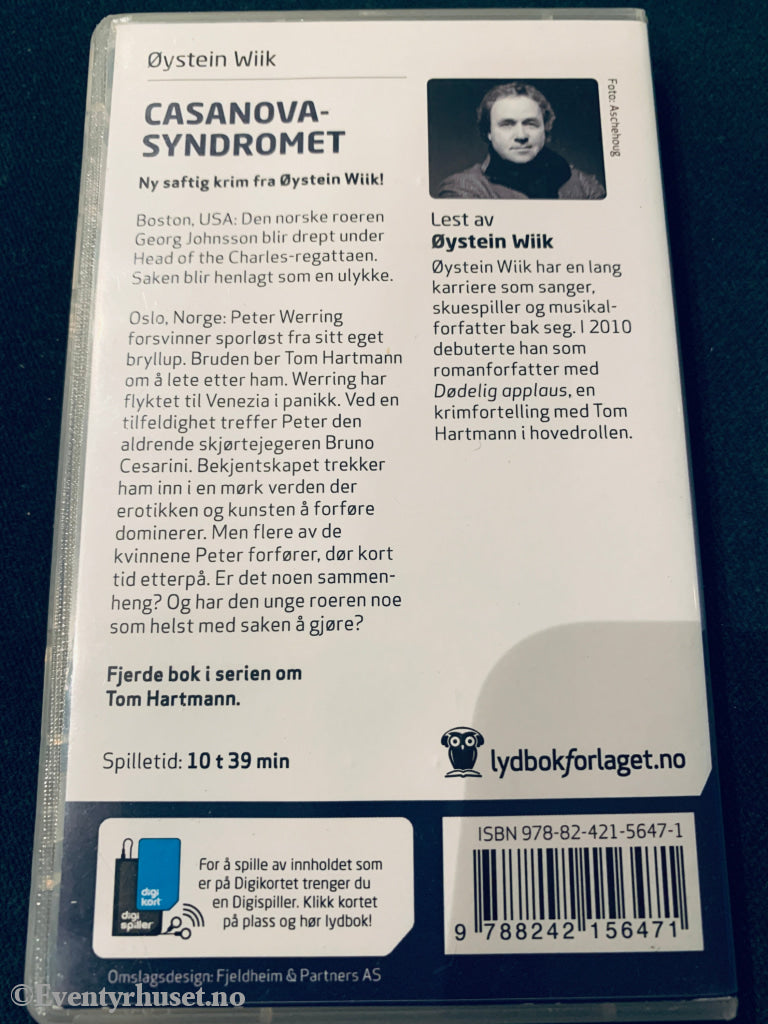 Øystein Wiik
CASANOVA-
SYNDROMET
Ny saftig krim fra Øystein Wiik!
Boston, USA: Den norske roeren
Georg Johnsson blir drept under
Head of the Charles-regattaen.
Saken blir henlagt som en ulykke.
Oslo, Norge: Peter Werring
forsvinner sporløst fra sitt eget
bryllup. Bruden ber Tom Hartmann
om å lete etter ham. Werring har
flyktet til Venezia i panikk. Ved en
tilfeldighet treffer Peter den
aldrende skjørtejegeren Bruno
Cesarini. Bekjentskapet trekker
ham inn i en mørk verden der
erotikken og kunsten å forføre
dominerer. Men flere av de
kvinnene Peter forfører, dør kort
tid etterpå. Er det noen sammen-
heng? Og har den unge roeren noe
som helst med saken å gjøre?
Fjerde bok i serien om
Tom Hartmann.
Spilletid: 10 t 39 min
Foto: Aschehoug
Lest av
Øystein Wiik
Øystein Wiik har en lang
karriere som sanger,
skuespiller og musikal-
forfatter bak seg. I 2010
debuterte han som
romanforfatter med
Dødelig applaus, en
krimfortelling med Tom
Hartmann i hovedrollen.
lydbokforlaget.no
digi
kort
digi
spiller
For å spille av innholdet som
er på Digikortet trenger du
en Digispiller. Klikk kortet
på plass og hør lydbok!
ISBN 978-82-421-5647-1
9 788242 156471
Omslagsdesign: Fjeldheim & Partners AS
©Eventyrhuset.no